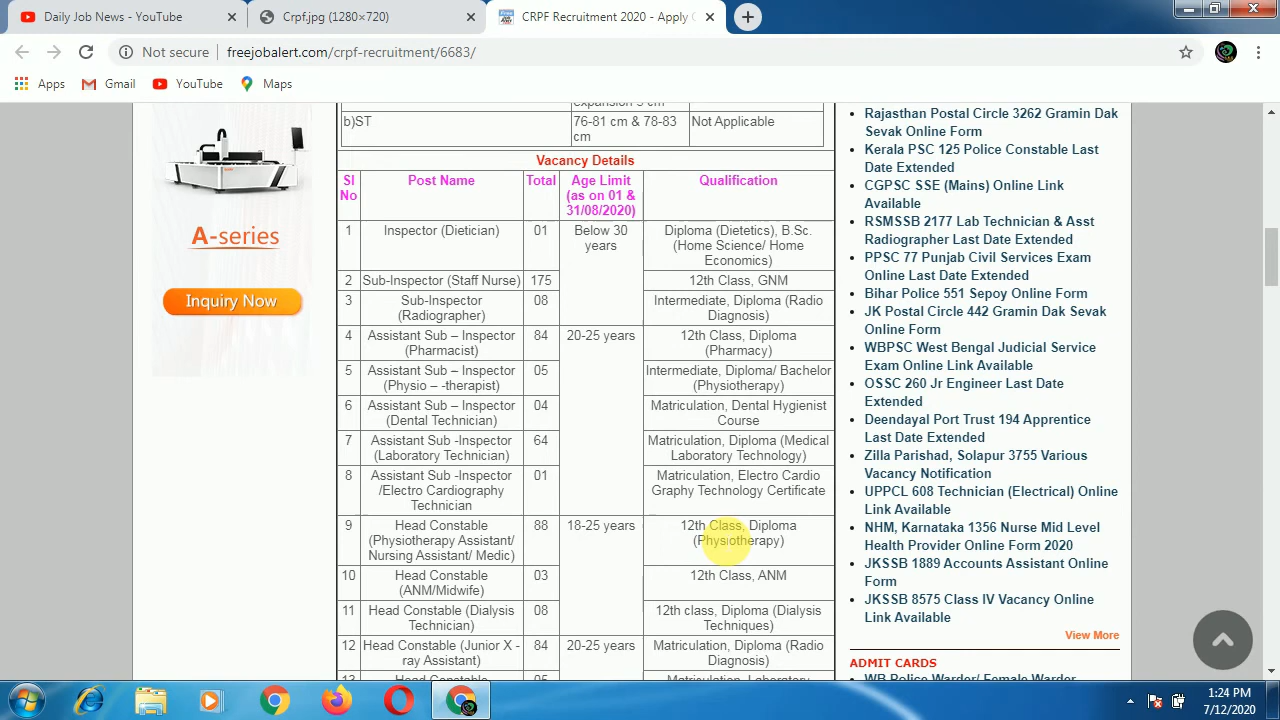 Daily Job News - YouTube
Crpf.jpg (1280×720)
CRPF Recruitment 2020 - Apply
Not secure
freejobalert.com/crpf-recruitment/6683/
Apps
Gmail
YouTube
Maps
A-series
Inquiry Now
expansion 5 cm
b)ST
76-81 cm & 78-83
cm
Not Applicable
Vacancy Details
Sl
No
Post Name
Total
Age Limit
(as on 01 &
31/08/2020)
Qualification
1
Inspector (Dietician)
01
Below 30
years
Diploma (Dietetics), B.Sc.
(Home Science/ Home
Economics)
2
Sub-Inspector (Staff Nurse)
175
12th Class, GNM
3
Sub-Inspector
(Radiographer)
08
Intermediate, Diploma (Radio
Diagnosis)
4
Assistant Sub – Inspector
(Pharmacist)
84
20-25 years
12th Class, Diploma
(Pharmacy)
5
Assistant Sub – Inspector
(Physio – -therapist)
05
Intermediate, Diploma/ Bachelor
(Physiotherapy)
6
Assistant Sub – Inspector
(Dental Technician)
04
Matriculation, Dental Hygienist
Course
7
Assistant Sub -Inspector
(Laboratory Technician)
64
Matriculation, Diploma (Medical
Laboratory Technology)
8
Assistant Sub -Inspector
/Electro Cardiography
Technician
01
Matriculation, Electro Cardio
Graphy Technology Certificate
9
Head Constable
(Physiotherapy Assistant/
Nursing Assistant/ Medic)
88
18-25 years
12th Class, Diploma
(Physiotherapy)
10
Head Constable
(ANM/Midwife)
03
12th Class, ANM
11
Head Constable (Dialysis
Technician)
08
12th class, Diploma (Dialysis
Techniques)
12
Head Constable (Junior X -
ray Assistant)
84
20-25 years
Matriculation, Diploma (Radio
Diagnosis)
13
Head Constable
05
Matriculation, Laboratory
Rajasthan Postal Circle 3262 Gramin Dak
Sevak Online Form
Kerala PSC 125 Police Constable Last
Date Extended
CGPSC SSE (Mains) Online Link
Available
RSMSSB 2177 Lab Technician & Asst
Radiographer Last Date Extended
PPSC 77 Punjab Civil Services Exam
Online Last Date Extended
Bihar Police 551 Sepoy Online Form
JK Postal Circle 442 Gramin Dak Sevak
Online Form
WBPSC West Bengal Judicial Service
Exam Online Link Available
OSSC 260 Jr Engineer Last Date
Extended
Deendayal Port Trust 194 Apprentice
Last Date Extended
Zilla Parishad, Solapur 3755 Various
Vacancy Notification
UPPCL 608 Technician (Electrical) Online
Link Available
NHM, Karnataka 1356 Nurse Mid Level
Health Provider Online Form 2020
JKSSB 1889 Accounts Assistant Online
Form
JKSSB 8575 Class IV Vacancy Online
Link Available
View More
ADMIT CARDS
WB Police Warder/ Female Warder
1:24 PM
7/12/2020